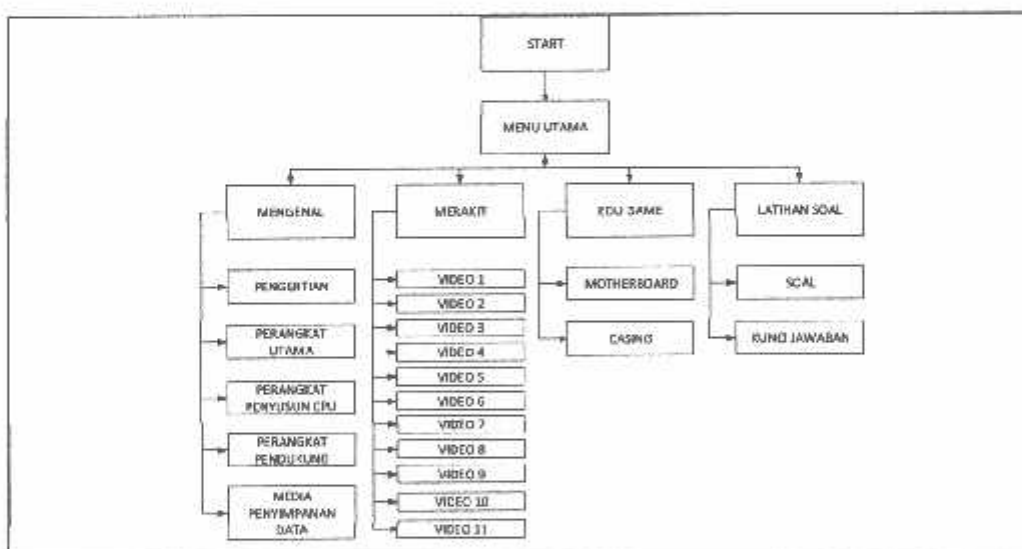 START
MENU UTAMA
MENGENAL
MERAKIT
EDU GAME
LATIHAN SOAL
PENGERTIAN
PERANGKAT
UTAMA
PERANGKAT
PENYUSUN CPU
PERANGKAT
PENDUKUNG
MEDIA
PENYIMPANAN
DATA
VIDEO 1
VIDEO 2
VIDEO 3
VIDEO 4
VIDEO 5
VIDEO 6
VIDEO 7
VIDEO 8
VIDEO 9
VIDEO 10
VIDEO 11
MOTHERBOARD
CASING
SOAL
KUNCI JAWABAN